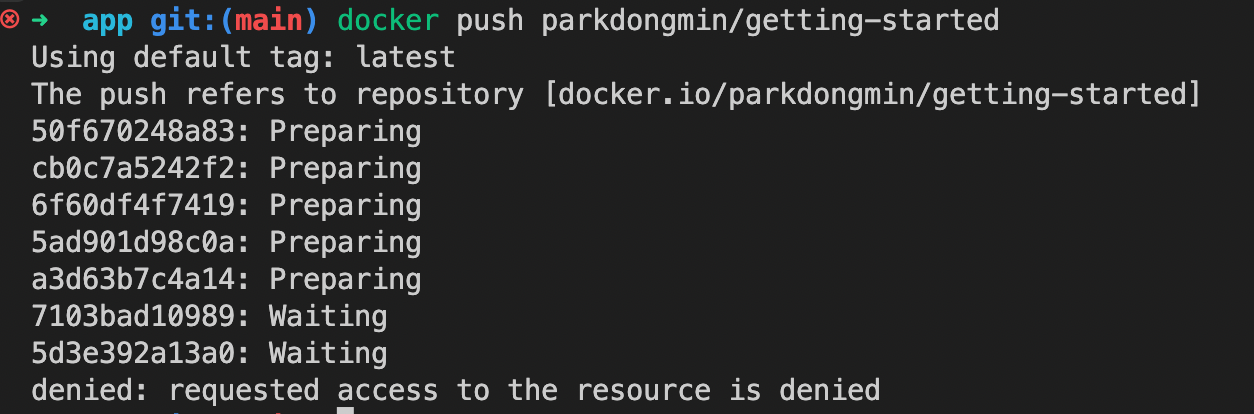 ➜ app git:(main) docker push parkdongmin/getting-started
Using default tag: latest
The push refers to repository [docker.io/parkdongmin/getting-started]
50f670248a83: Preparing
cb0c7a5242f2: Preparing
6f60df4f7419: Preparing
5ad901d98c0a: Preparing
a3d63b7c4a14: Preparing
7103bad10989: Waiting
5d3e392a13a0: Waiting
denied: requested access to the resource is denied